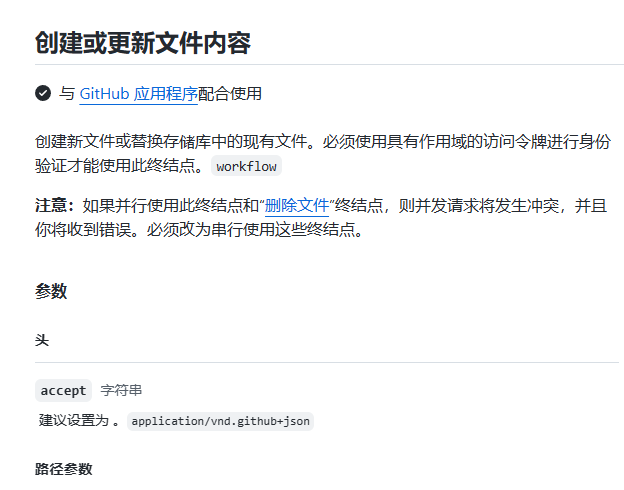 创建或更新文件内容
与 GitHub 应用程序配合使用
创建新文件或替换存储库中的现有文件。必须使用具有作用域的访问令牌进行身份
验证才能使用此终结点。 workflow
注意：如果并行使用此终结点和“删除文件”终结点，则并发请求将发生冲突，并且
你将收到错误。必须改为串行使用这些终结点。
参数
头
accept 字符串
建议设置为 。 application/vnd.github+json
路径参数